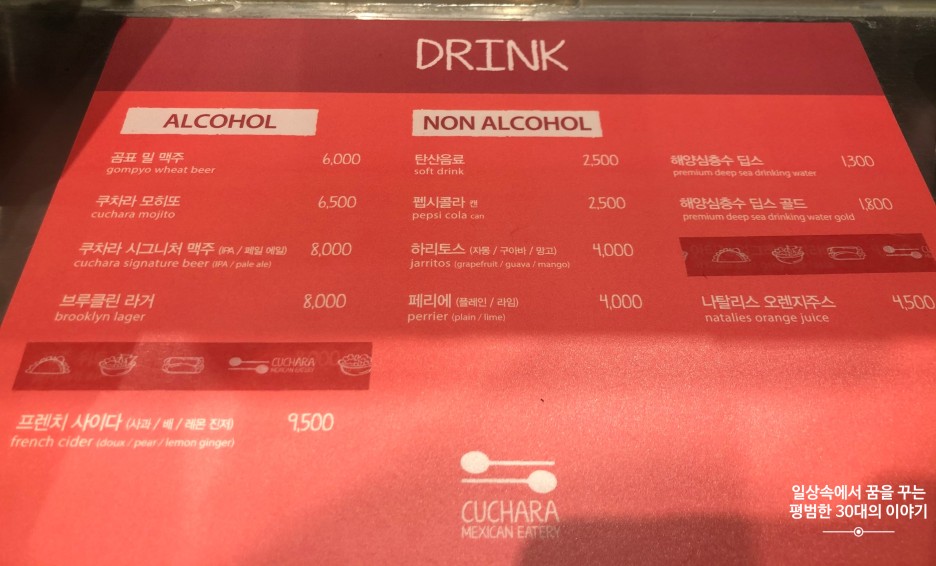 DRINK
ALCOHOL
곰표 밀 맥주 6,000
gompyo wheat beer
쿠차라 모히또 6,500
cuchara mojito
쿠차라 시그니처 맥주 (IPA / 페일 에일) 8,000
cuchara signature beer (IPA / pale ale)
브루클린 라거 8,000
brooklyn lager
CUCHARA
MEXICAN EATERY
프렌치 사이다 (사과 / 배 / 레몬 진저) 9,500
french cider (doux / pear / lemon ginger)
NON ALCOHOL
탄산음료 2,500
soft drink
펩시콜라 캔 2,500
pepsi cola can
하리토스 (자몽 / 구아바 / 망고) 4,000
jarritos (grapefruit / guava / mango)
페리에 (플레인 / 라임) 4,000
perrier (plain / lime)
해양심층수 딥스 1,300
premium deep sea drinking water
해양심층수 딥스 골드 1,800
premium deep sea drinking water gold
나탈리스 오렌지주스 4,500
natalies orange juice
CUCHARA
MEXICAN EATERY
일상속에서 꿈을 꾸는
평범한 30대의 이야기